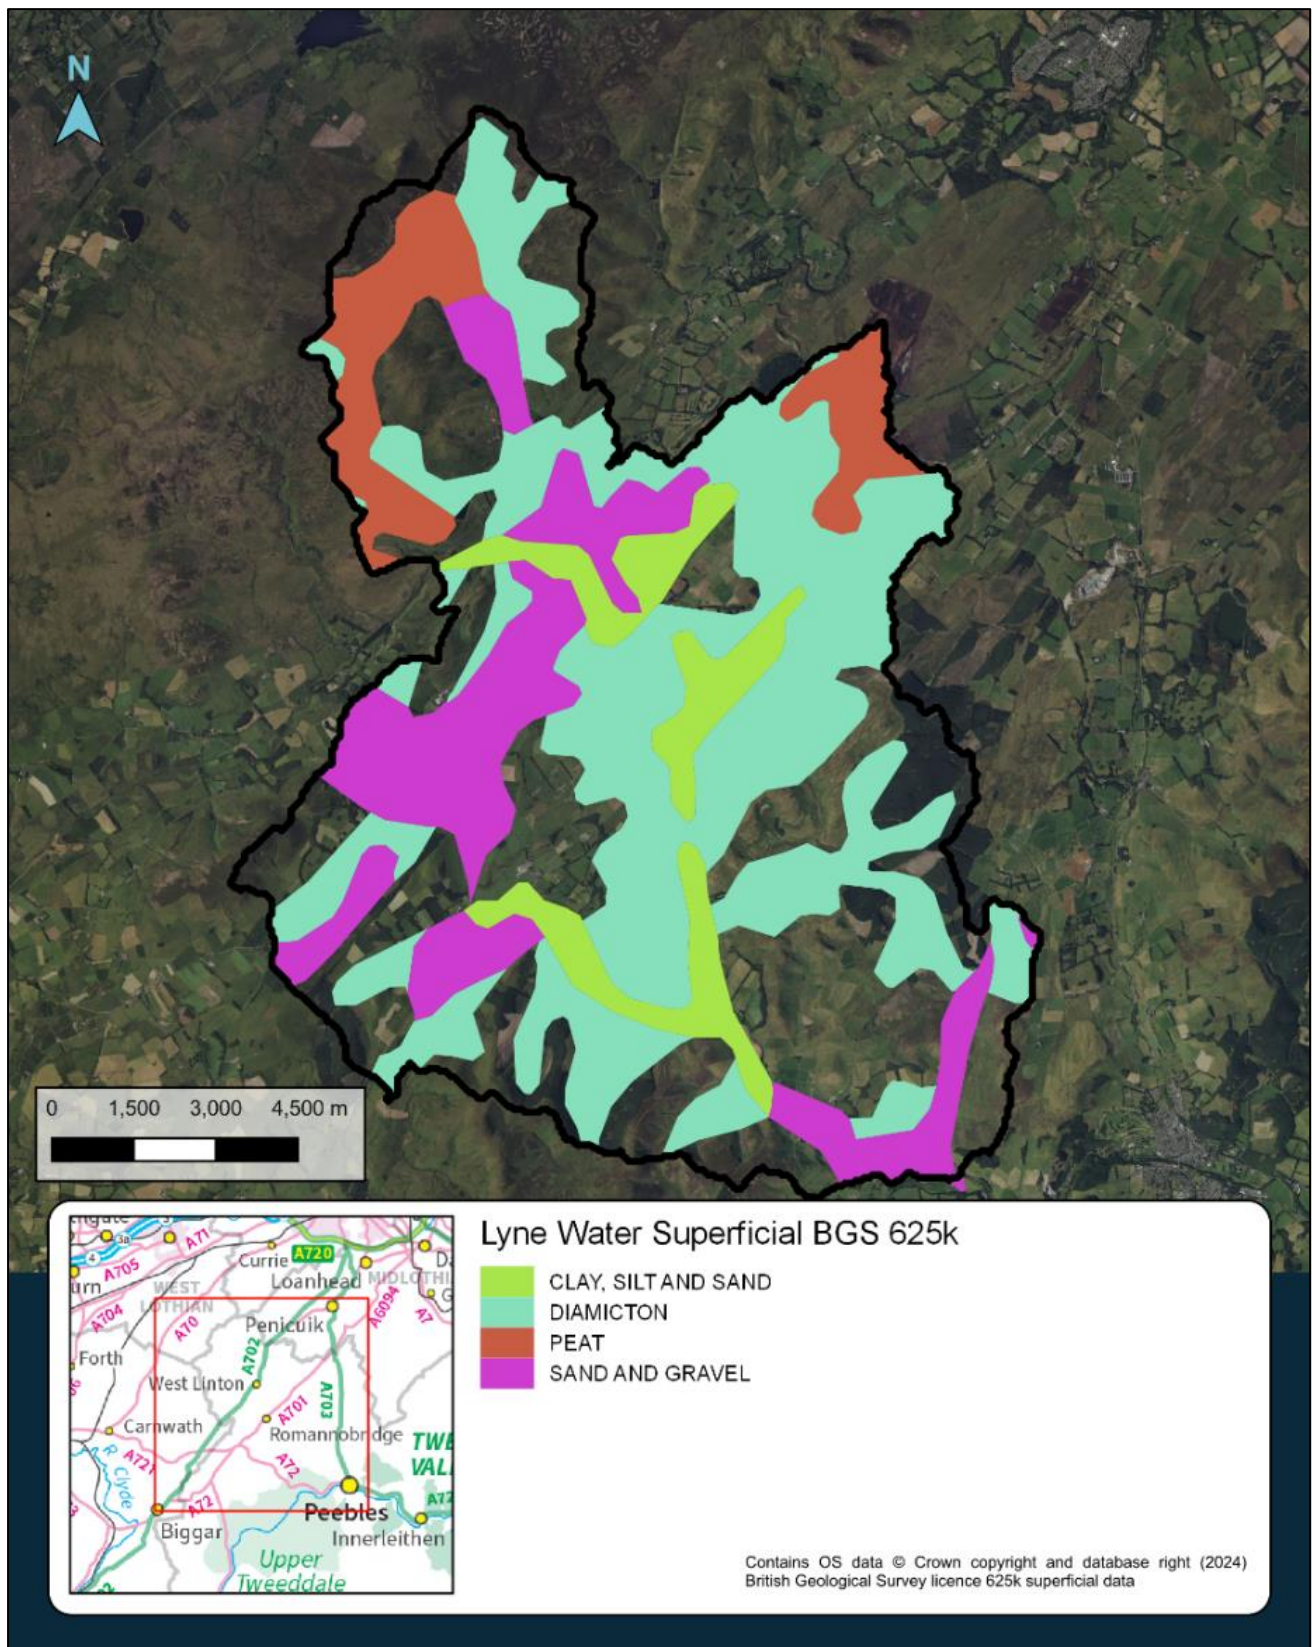 N
0 1,500 3,000 4,500 m
Lyne Water Superficial BGS 625k
CLAY, SILT AND SAND
DIAMICTON
PEAT
SAND AND GRAVEL
A71
3a
4
A705
Currie
A720
Loanhead
WEST
LOTHIAN
A704
A70
Penicuik
A6094
A7
Forth
A702
West Linton
A701
A703
Carnwath
Romannobridge
A721
A72
R Clyde
A72
Peebles
Biggar
Innerleithen
Upper
Tweeddale
Contains OS data © Crown copyright and database right (2024)
British Geological Survey licence 625k superficial data